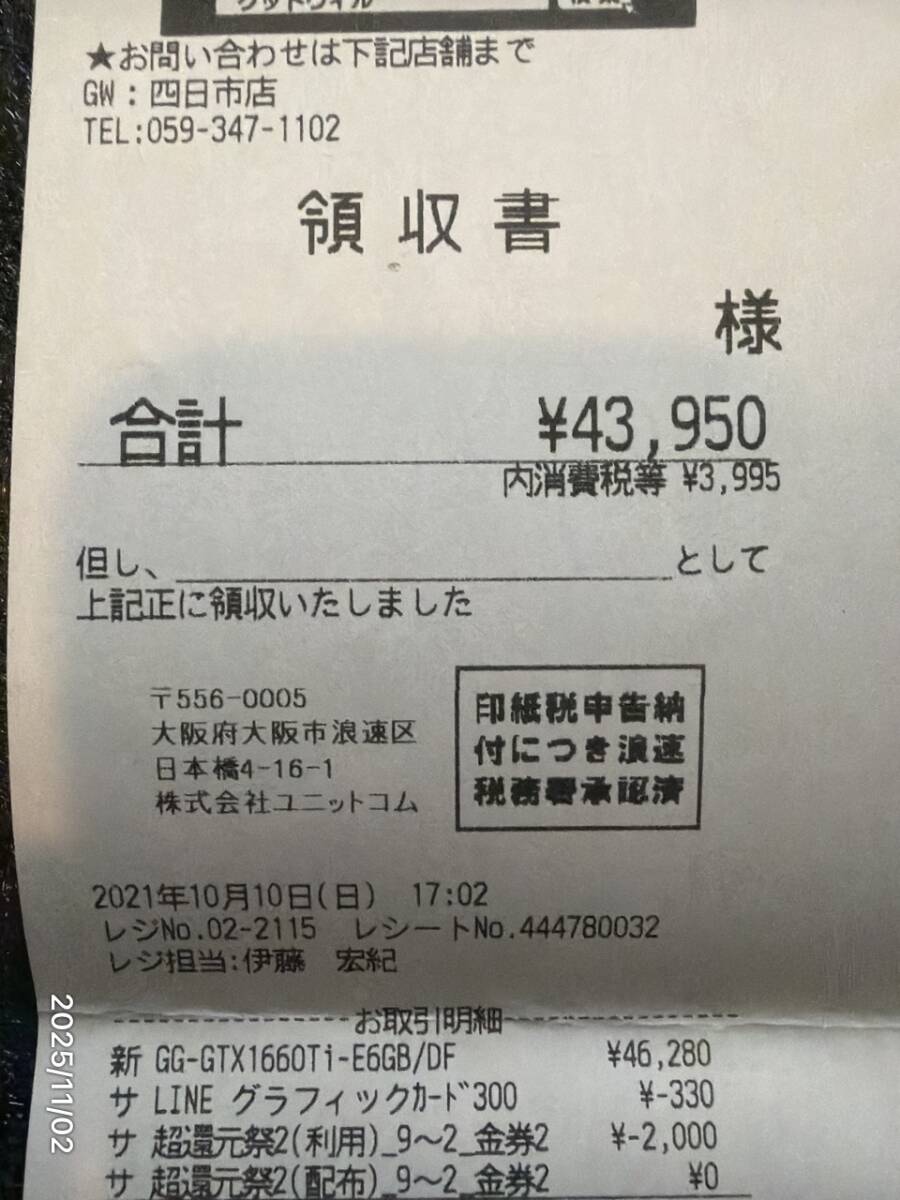 グッドウィル 検索
★お問い合わせは下記店舗まで
GW：四日市店
TEL:059-347-1102
領収書
様
合計 ¥43,950
内消費税等 ¥3,995
但し、 として
上記正に領収いたしました
〒556-0005
大阪府大阪市浪速区
日本橋4-16-1
株式会社ユニットコム
印紙税申告納
付につき浪速
税務署承認済
2021年10月10日(日) 17:02
レジNo.02-2115 レシートNo.444780032
レジ担当:伊藤 宏紀
お取引明細
新 GG-GTX1660Ti-E6GB/DF ¥46,280
サ LINE グラフィックｶｰﾄﾞ300 ¥-330
サ 超還元祭2(利用)_9～2_金券2 ¥-2,000
サ 超還元祭2(配布)_9～2_金券2 ¥0
2025/11/02